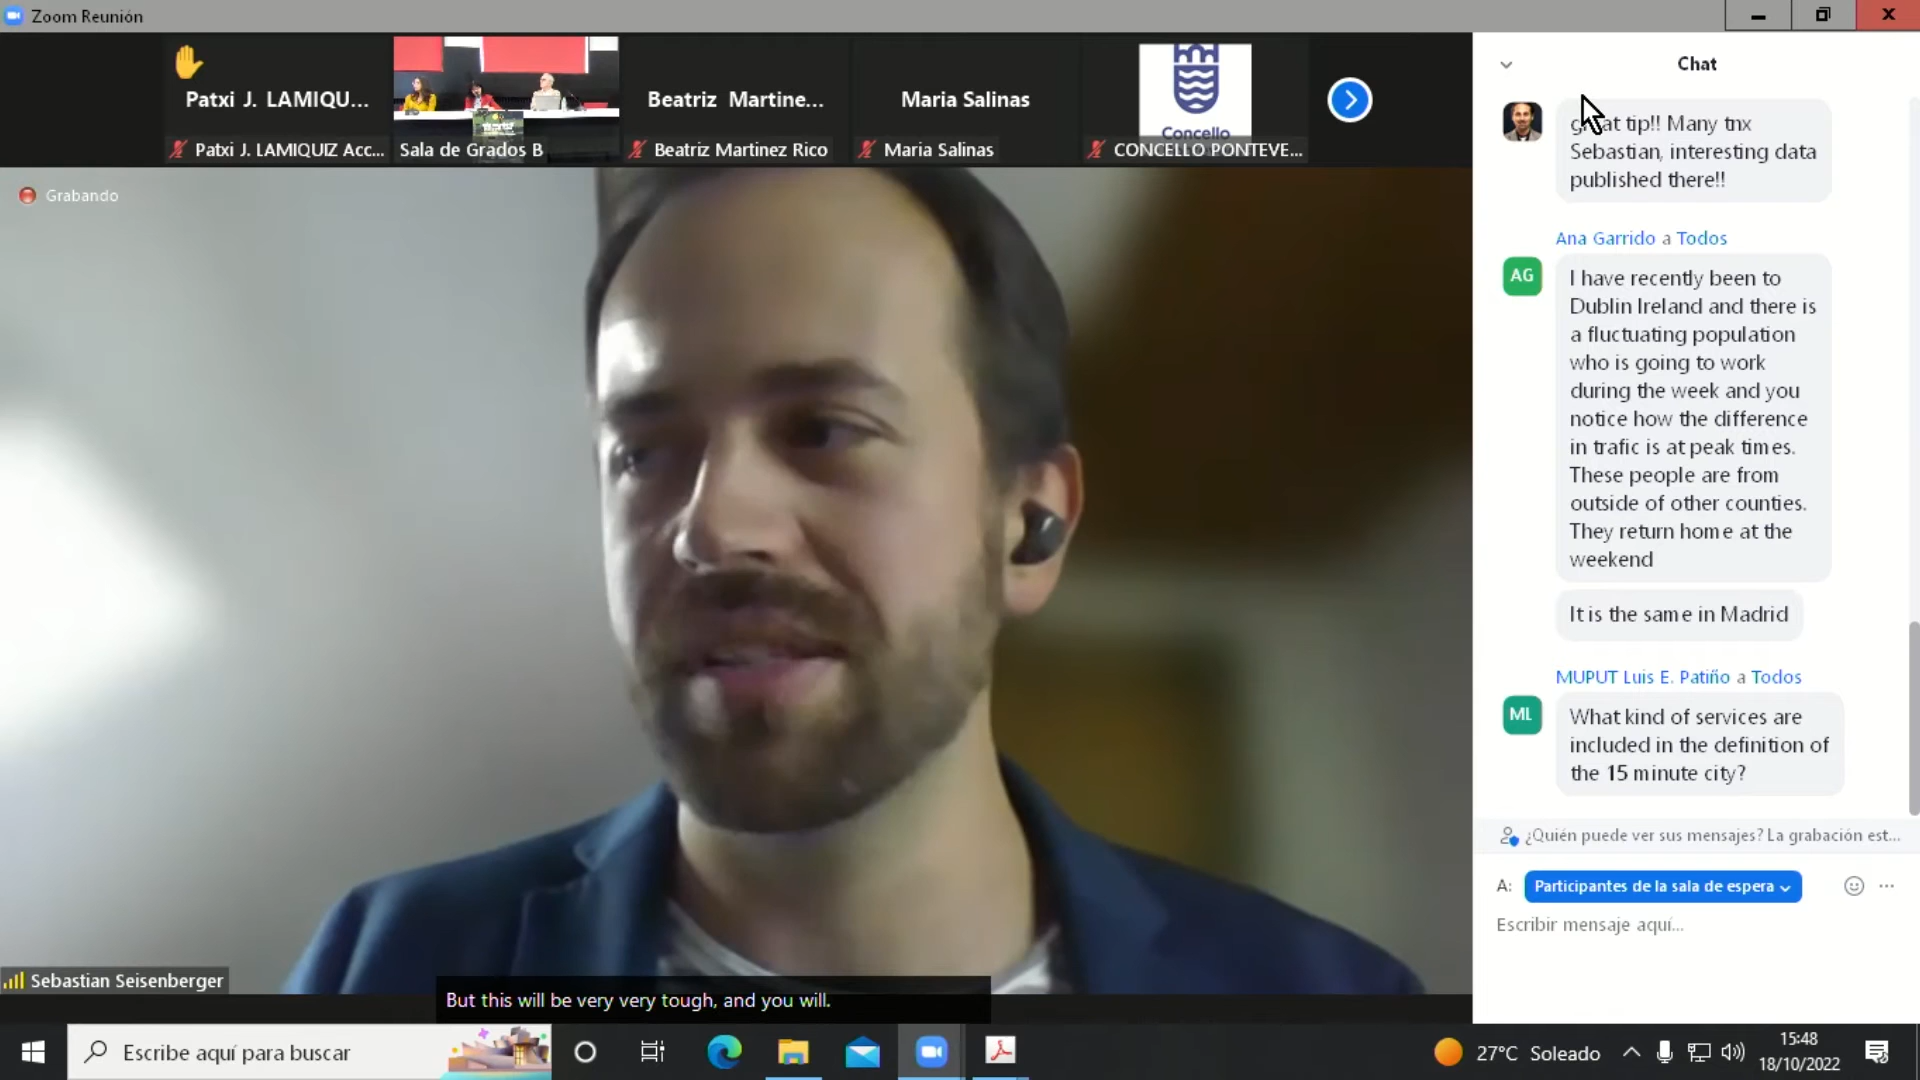 Zoom Reunión
Patxi J. LAMIQU...
Beatriz Martine...
Maria Salinas
Concello
Patxi J. LAMIQUIZ Acc...
Sala de Grados B
Beatriz Martinez Rico
Maria Salinas
CONCELLO PONTEVE...
Grabando
Sebastian Seisenberger
But this will be very very tough, and you will.
Chat
tip!! Many tnx
Sebastian, interesting data
published there!!
Ana Garrido a Todos
AG
I have recently been to
Dublin Ireland and there is
a fluctuating population
who is going to work
during the week and you
notice how the difference
in trafic is at peak times.
These people are from
outside of other counties.
They return home at the
weekend
It is the same in Madrid
MUPUT Luis E. Patiño a Todos
ML
What kind of services are
included in the definition of
the 15 minute city?
¿Quién puede ver sus mensajes? La grabación est...
A: Participantes de la sala de espera
Escribir mensaje aquí...
Escribe aquí para buscar
27°C Soleado
15:48
18/10/2022